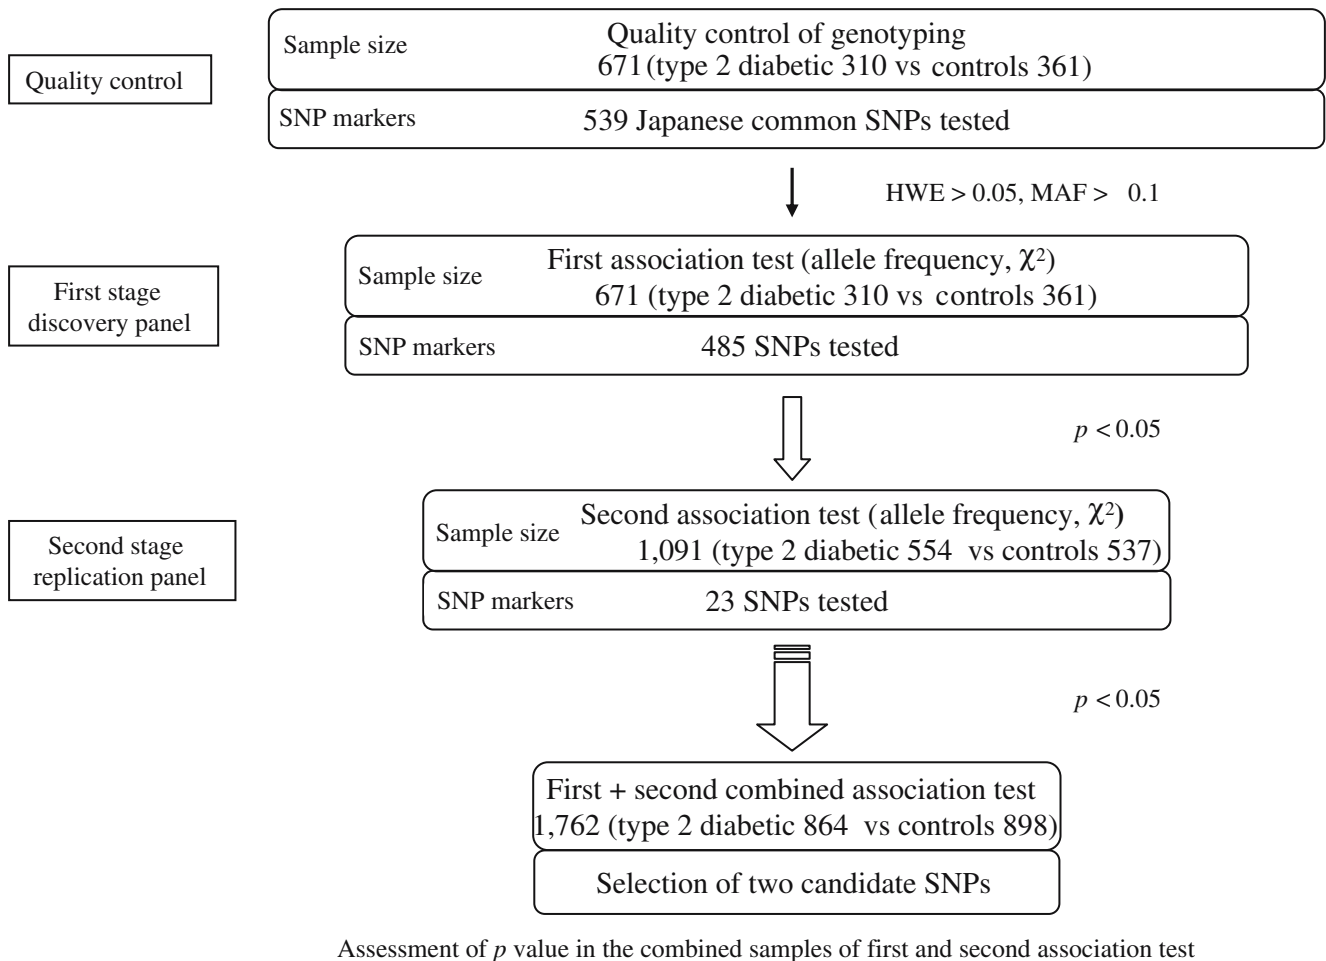 Quality control
Sample size
Quality control of genotyping
671 (type 2 diabetic 310 vs controls 361)
SNP markers
539 Japanese common SNPs tested
HWE > 0.05, MAF > 0.1
First stage
discovery panel
Sample size
First association test (allele frequency, χ²)
671 (type 2 diabetic 310 vs controls 361)
SNP markers
485 SNPs tested
p < 0.05
Second stage
replication panel
Sample size
Second association test (allele frequency, χ²)
1,091 (type 2 diabetic 554 vs controls 537)
SNP markers
23 SNPs tested
p < 0.05
First + second combined association test
1,762 (type 2 diabetic 864 vs controls 898)
Selection of two candidate SNPs
Assessment of p value in the combined samples of first and second association test